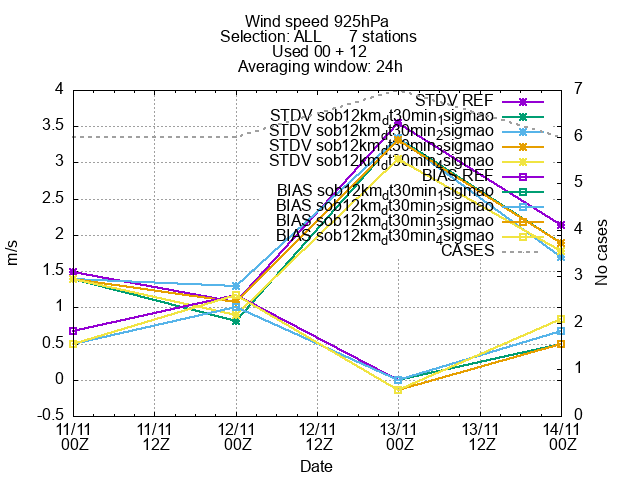 Wind speed 925hPa
Selection: ALL 7 stations
Used 00 + 12
Averaging window: 24h
4
3.5
3
2.5
2
1.5
1
0.5
0
-0.5
m/s
7
6
5
4
3
2
1
0
No cases
STDV REF
STDV sob12km_dt30min_1sigmao
STDV sob12km_dt30min_2sigmao
STDV sob12km_dt30min_3sigmao
STDV sob12km_dt30min_4sigmao
BIAS REF
BIAS sob12km_dt30min_1sigmao
BIAS sob12km_dt30min_2sigmao
BIAS sob12km_dt30min_3sigmao
BIAS sob12km_dt30min_4sigmao
CASES
11/11 11/11 12/11 12/11 13/11 13/11 14/11
00Z 12Z 00Z 12Z 00Z 12Z 00Z
Date